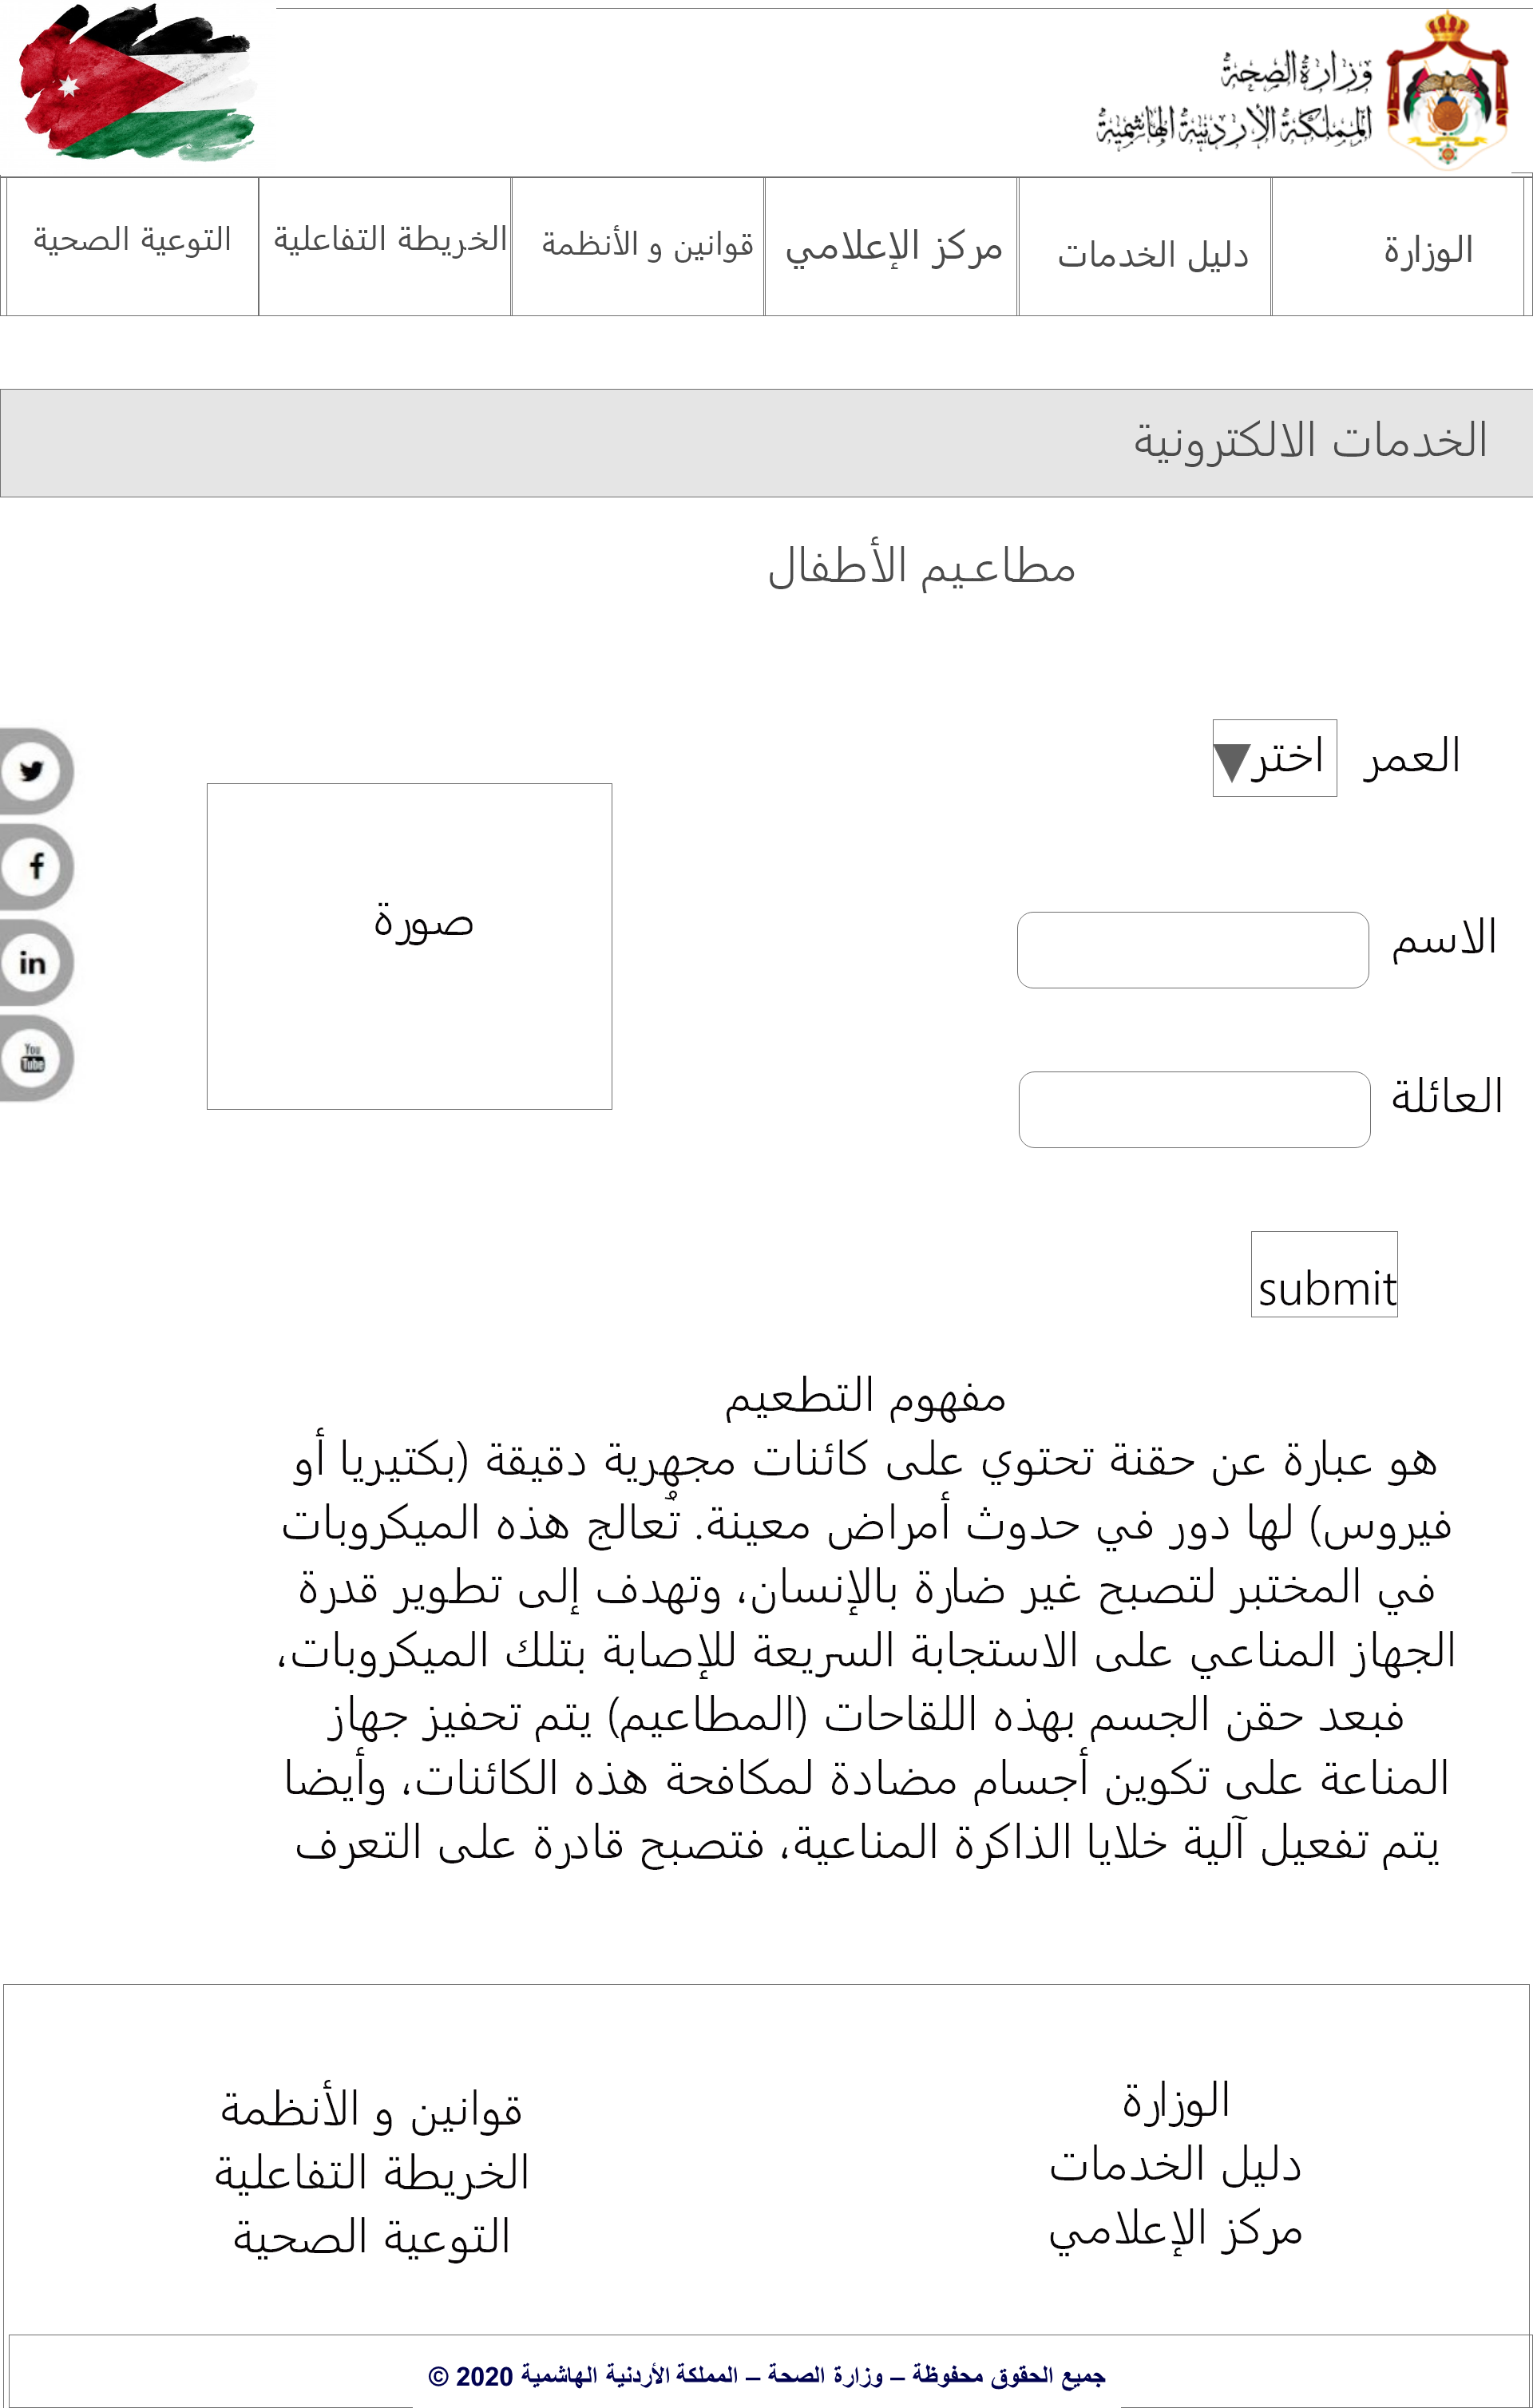 وزارة الصحة
المملكة الأردنية الهاشمية
الوزارة
دليل الخدمات
مركز الإعلامي
قوانين و الأنظمة
الخريطة التفاعلية
التوعية الصحية
الخدمات الالكترونية
مطاعيم الأطفال
العمر
اختر
الاسم
العائلة
صورة
in
You
Tube
submit
مفهوم التطعيم
هو عبارة عن حقنة تحتوي على كائنات مجهرية دقيقة (بكتيريا أو
فيروس) لها دور في حدوث أمراض معينة. تُعالج هذه الميكروبات
في المختبر لتصبح غير ضارة بالإنسان، وتهدف إلى تطوير قدرة
الجهاز المناعي على الاستجابة السريعة للإصابة بتلك الميكروبات،
فبعد حقن الجسم بهذه اللقاحات (المطاعيم) يتم تحفيز جهاز
المناعة على تكوين أجسام مضادة لمكافحة هذه الكائنات، وأيضا
يتم تفعيل آلية خلايا الذاكرة المناعية، فتصبح قادرة على التعرف
الوزارة
دليل الخدمات
مركز الإعلامي
قوانين و الأنظمة
الخريطة التفاعلية
التوعية الصحية
جميع الحقوق محفوظة – وزارة الصحة – المملكة الأردنية الهاشمية 2020 ©